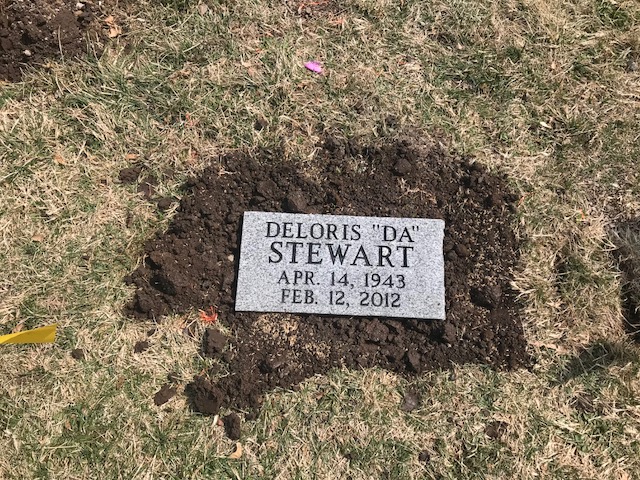 DELORIS "DA"
STEWART
APR. 14, 1943
FEB. 12, 2012